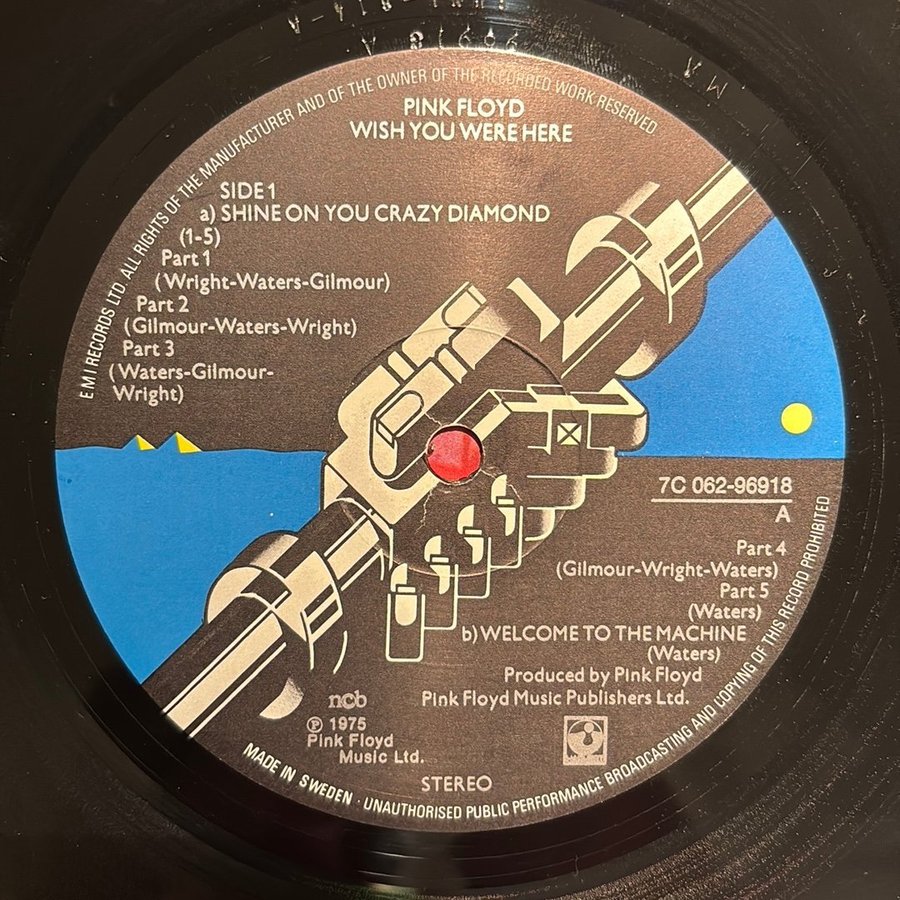 EMI RECORDS LTD. ALL RIGHTS OF THE MANUFACTURER AND OF THE OWNER OF THE RECORDED WORK RESERVED
PINK FLOYD
WISH YOU WERE HERE
SIDE 1
a) SHINE ON YOU CRAZY DIAMOND
(1-5)
Part 1
(Wright-Waters-Gilmour)
Part 2
(Gilmour-Waters-Wright)
Part 3
(Waters-Gilmour-
Wright)
7C 062-96918
A
Part 4
(Gilmour-Wright-Waters)
Part 5
(Waters)
b) WELCOME TO THE MACHINE
(Waters)
Produced by Pink Floyd
Pink Floyd Music Publishers Ltd.
ncb
℗ 1975
Pink Floyd
Music Ltd.
STEREO
MADE IN SWEDEN · UNAUTHORISED PUBLIC PERFORMANCE BROADCASTING AND COPYING OF THIS RECORD PROHIBITED